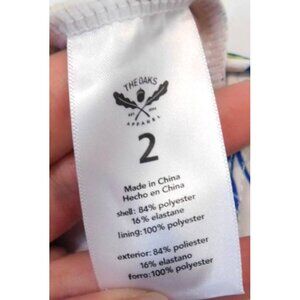 THE OAKS
APPAREL
2
Made in China
Hecho en China
shell: 84% polyester
16% elastane
lining: 100% polyester
exterior: 84% poliester
16% elastano
forro: 100% polyester